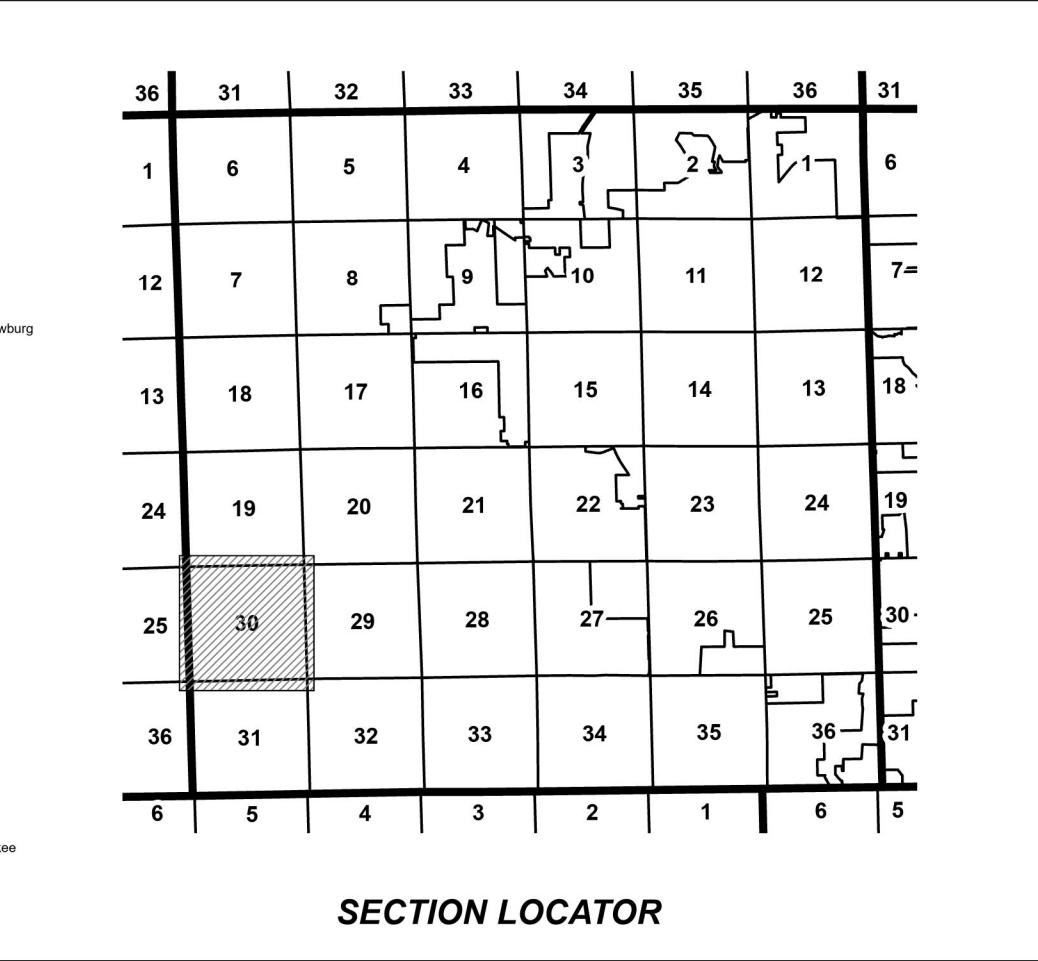 36 31 32 33 34 35 36 31
1 6 5 4 3 2 1 6
12 7 8 9 10 11 12 7
wburg
13 18 17 16 15 14 13 18
24 19 20 21 22 23 24 19
25 30 29 28 27 26 25 30
36 31 32 33 34 35 36 31
6 5 4 3 2 1 6 5
kee
SECTION LOCATOR